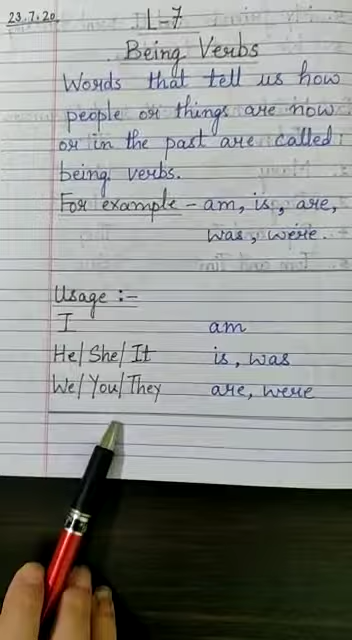 23.7.20
L-7
Being Verbs
Words that tell us how
people or things are now
or in the past are called
being verbs.
For example - am, is, are,
was, were.
Usage :-
I am
He/She/It is, was
We/You/They are, were